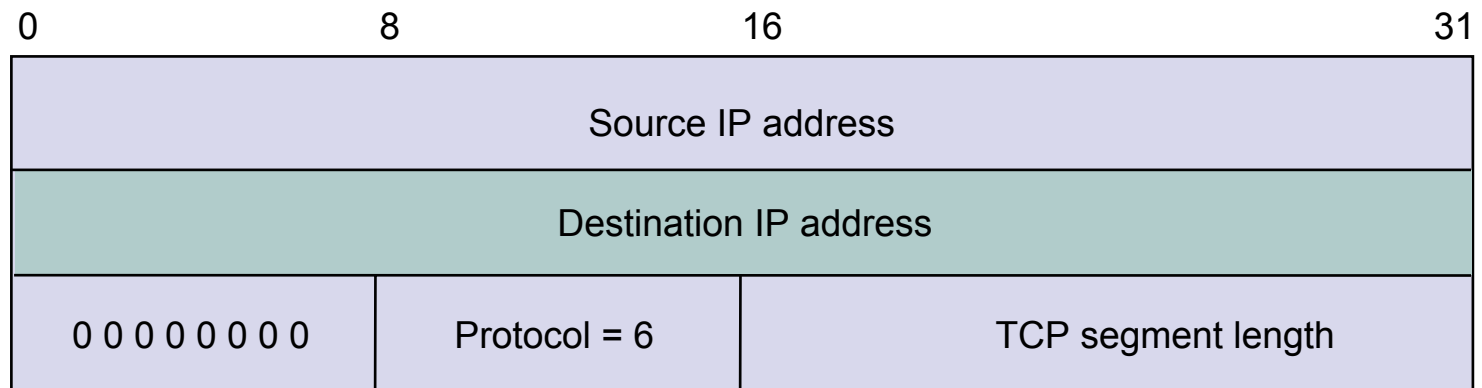 0 8 16 31
Source IP address
Destination IP address
0 0 0 0 0 0 0 0 Protocol = 6 TCP segment length